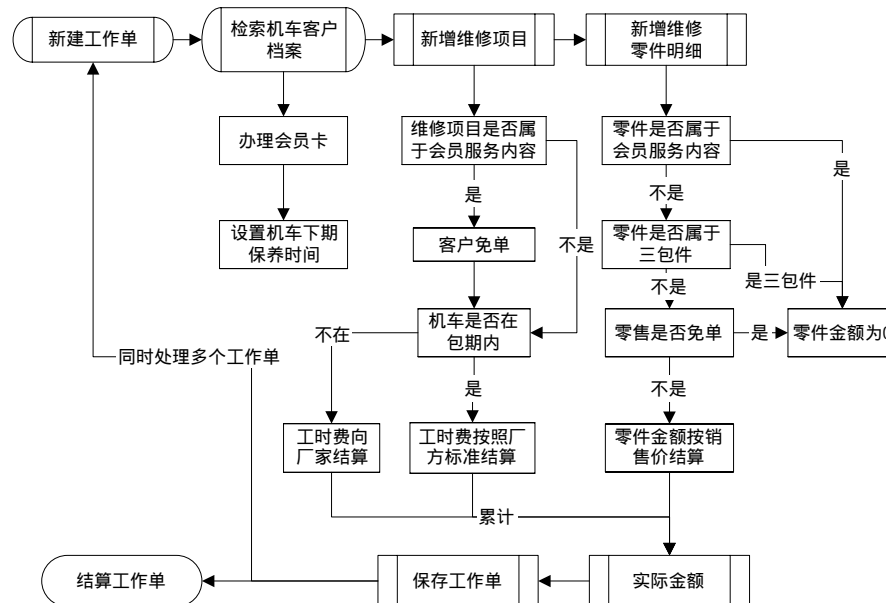 新建工作单
检索机车客户
档案
新增维修项目
新增维修
零件明细
办理会员卡
维修项目是否属
于会员服务内容
零件是否属于
会员服务内容
是
是
不是
设置机车下期
保养时间
客户免单
不是
零件是否属于
三包件
是三包件
不是
不在
机车是否在
包期内
零售是否免单
是
零件金额为0
同时处理多个工作单
是
不是
工时费向
厂家结算
工时费按照厂
方标准结算
零件金额按销
售价结算
累计
结算工作单
保存工作单
实际金额